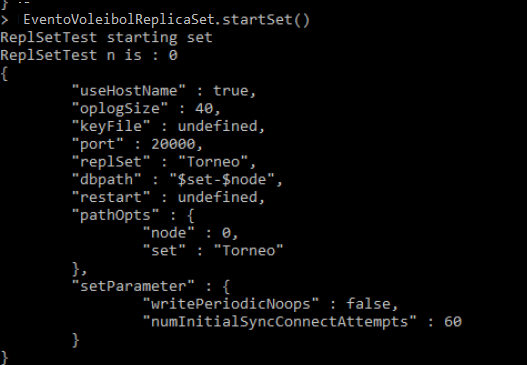 } --
> EventoVoleibolReplicaSet.startSet()
ReplSetTest starting set
ReplSetTest n is : 0
{
"useHostName" : true,
"oplogSize" : 40,
"keyFile" : undefined,
"port" : 20000,
"replSet" : "Torneo",
"dbpath" : "$set-$node",
"restart" : undefined,
"pathOpts" : {
"node" : 0,
"set" : "Torneo"
},
"setParameter" : {
"writePeriodicNoops" : false,
"numInitialSyncConnectAttempts" : 60
}
}